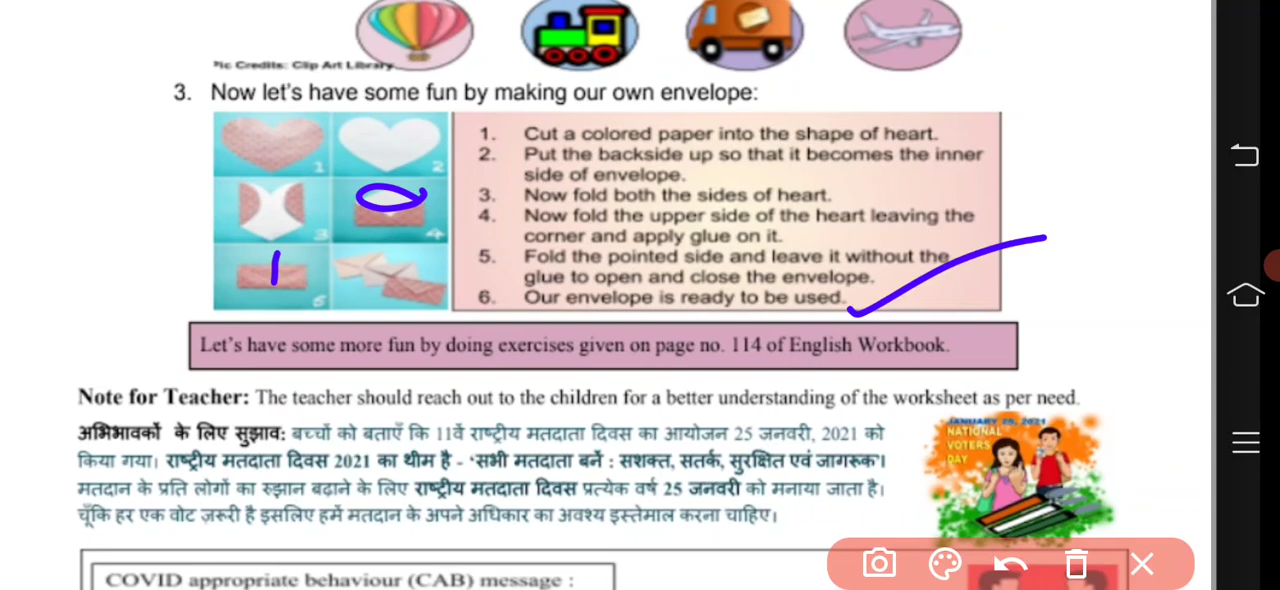 Pic Credits: Clip Art Library
3. Now let's have some fun by making our own envelope:
1
2
3
4
5
1. Cut a colored paper into the shape of heart.
2. Put the backside up so that it becomes the inner
side of envelope.
3. Now fold both the sides of heart.
4. Now fold the upper side of the heart leaving the
corner and apply glue on it.
5. Fold the pointed side and leave it without the
glue to open and close the envelope.
6. Our envelope is ready to be used.
Let's have some more fun by doing exercises given on page no. 114 of English Workbook.
Note for Teacher: The teacher should reach out to the children for a better understanding of the worksheet as per need.
अभिभावकों के लिए सुझाव: बच्चों को बताएँ कि 11वें राष्ट्रीय मतदाता दिवस का आयोजन 25 जनवरी, 2021 को
किया गया। राष्ट्रीय मतदाता दिवस 2021 का थीम है - 'सभी मतदाता बनें : सशक्त, सतर्क, सुरक्षित एवं जागरूक'।
मतदान के प्रति लोगों का रुझान बढ़ाने के लिए राष्ट्रीय मतदाता दिवस प्रत्येक वर्ष 25 जनवरी को मनाया जाता है।
चूँकि हर एक वोट ज़रूरी है इसलिए हमें मतदान के अपने अधिकार का अवश्य इस्तेमाल करना चाहिए।
JANUARY 25, 2021
NATIONAL
VOTERS
DAY
COVID appropriate behaviour (CAB) message :